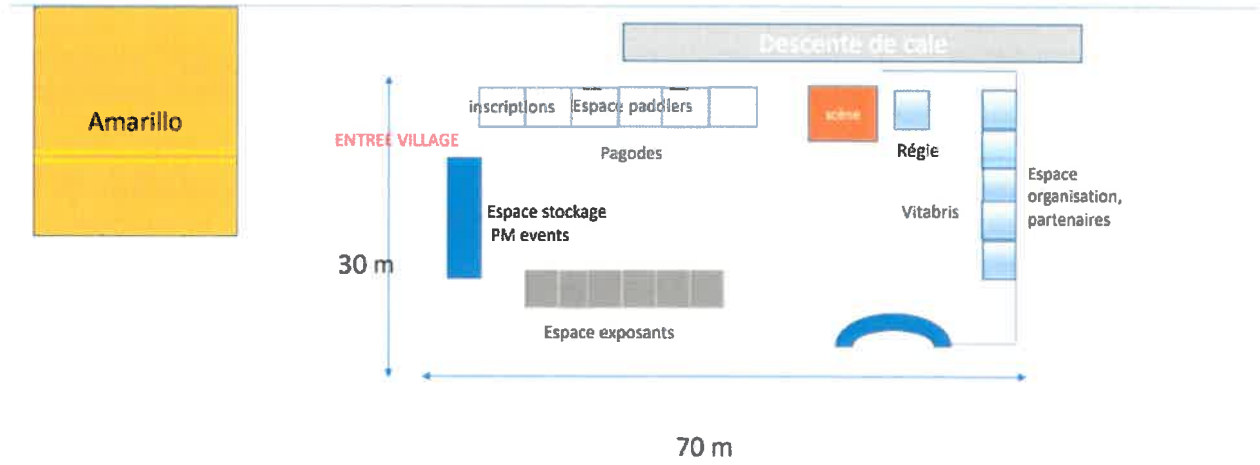 Descente de cale
Amarillo
inscriptions
Espace paddlers
scène
ENTREE VILLAGE
Pagodes
Régie
Espace
organisation,
partenaires
Vitabris
Espace stockage
PM events
30 m
Espace exposants
70 m